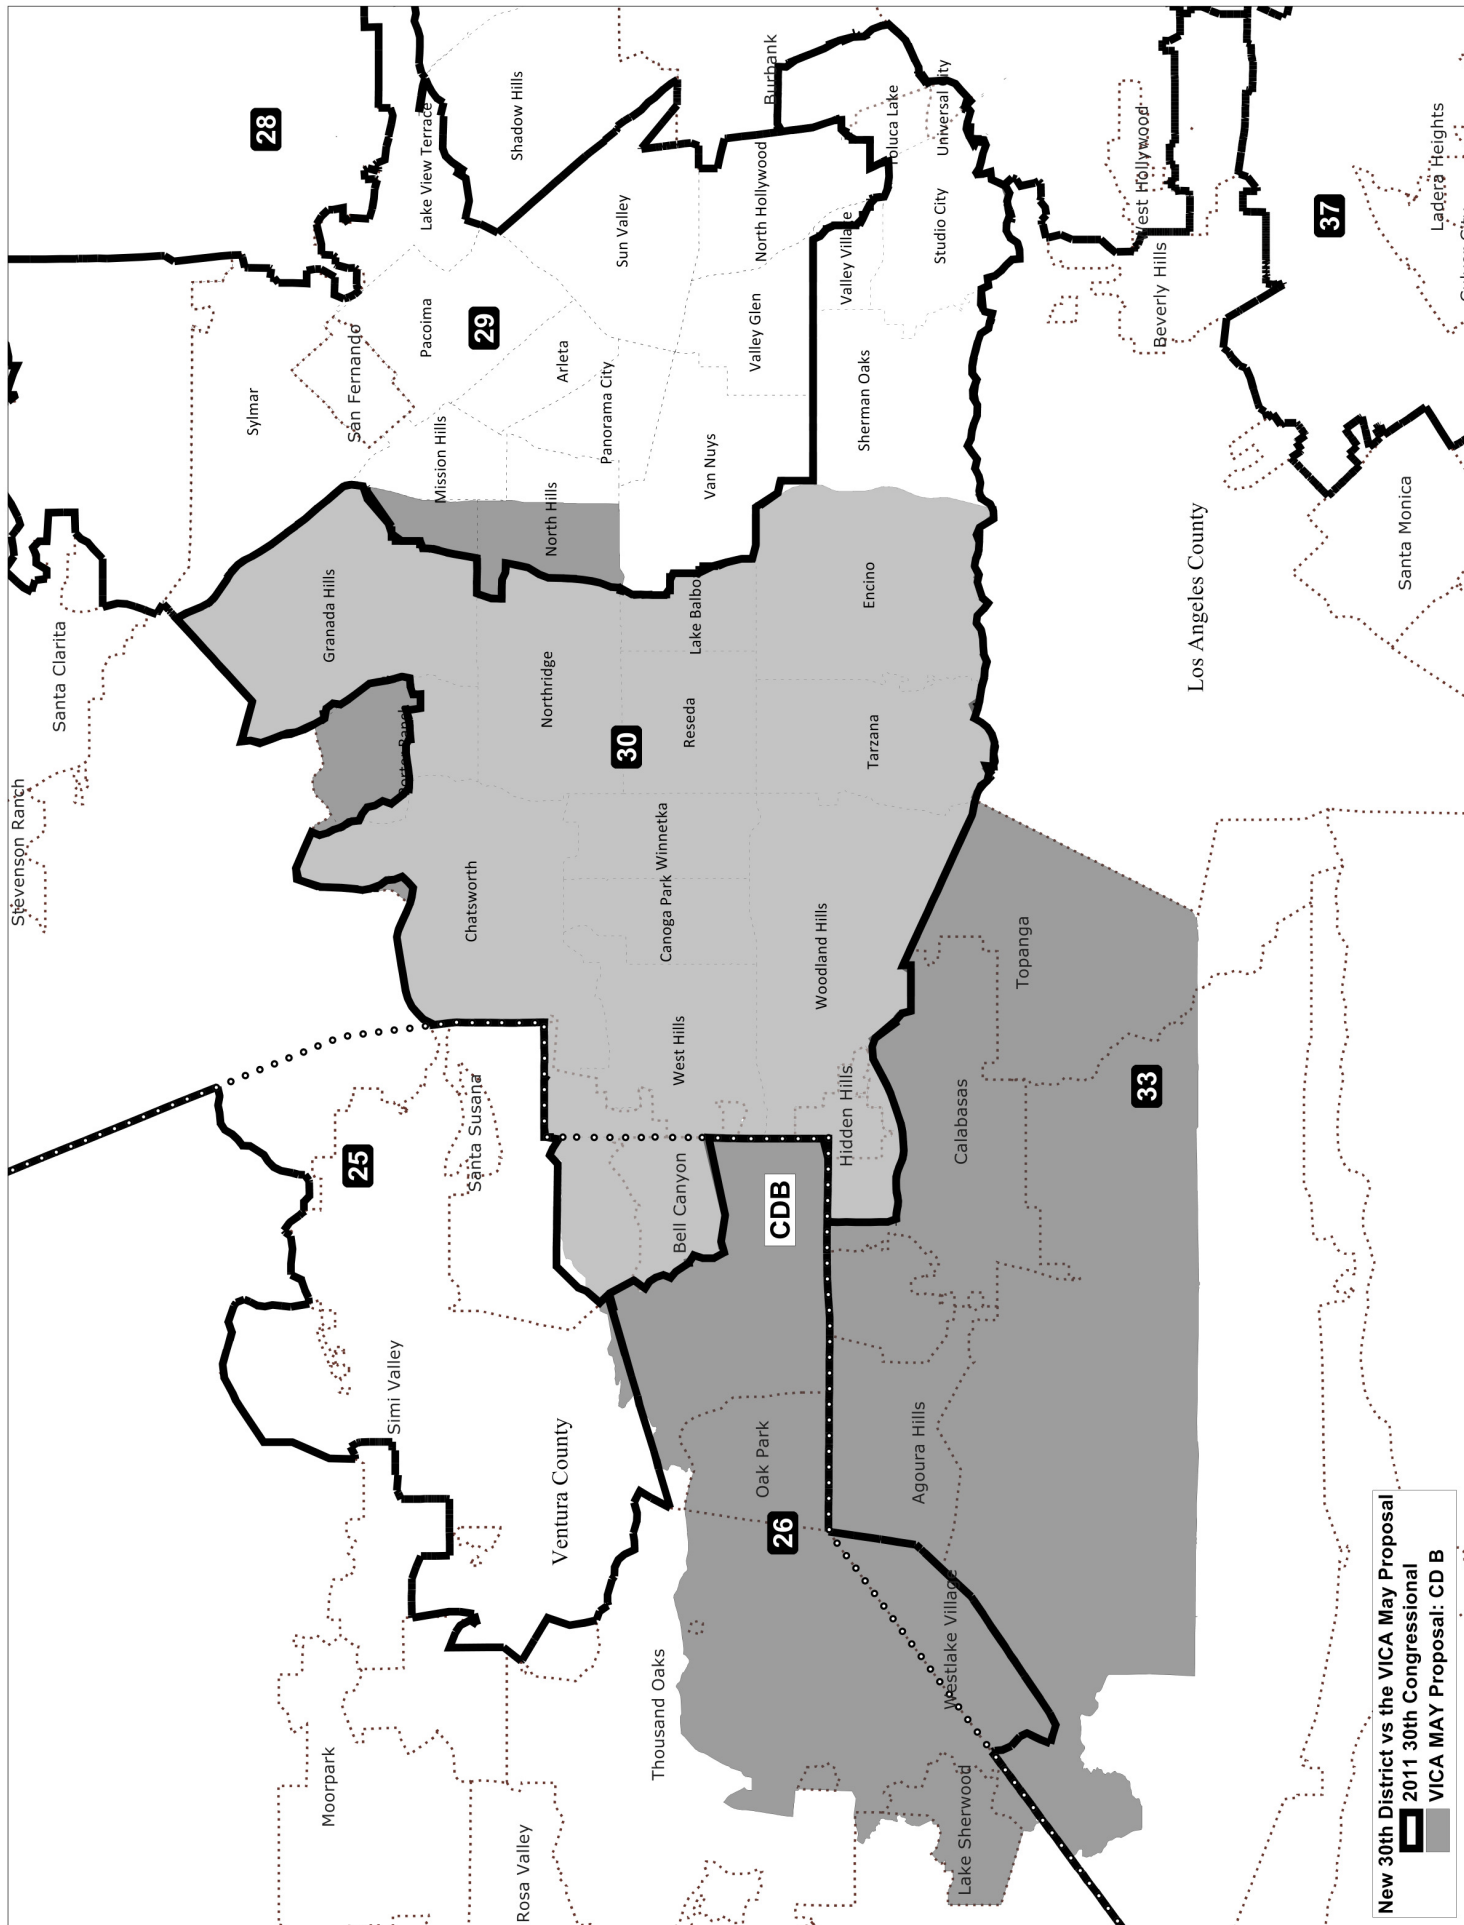 Stevenson Ranch
Santa Clarita
Sylmar
28
Moorpark
Granada Hills
25
San Fernando
Simi Valley
Porter Ranch
Pacoima
Lake View Terrace
Mission Hills
Santa Susana
Chatsworth
29
Rosa Valley
Shadow Hills
Northridge
North Hills
Ventura County
Arleta
Panorama City
30
Sun Valley
Thousand Oaks
Bell Canyon
West Hills
Canoga Park
Winnetka
Reseda
Lake Balbo
Van Nuys
Oak Park
26
CDB
Valley Glen
North Hollywood
Burbank
Woodland Hills
Hidden Hills
Valley Village
Tarzana
Encino
Sherman Oaks
Toluca Lake
Agoura Hills
Studio City
Universal City
Westlake Village
Lake Sherwood
Calabasas
Topanga
33
West Hollywood
Beverly Hills
Los Angeles County
37
Santa Monica
Ladera Heights
New 30th District vs the VICA May Proposal
2011 30th Congressional
VICA MAY Proposal: CD B